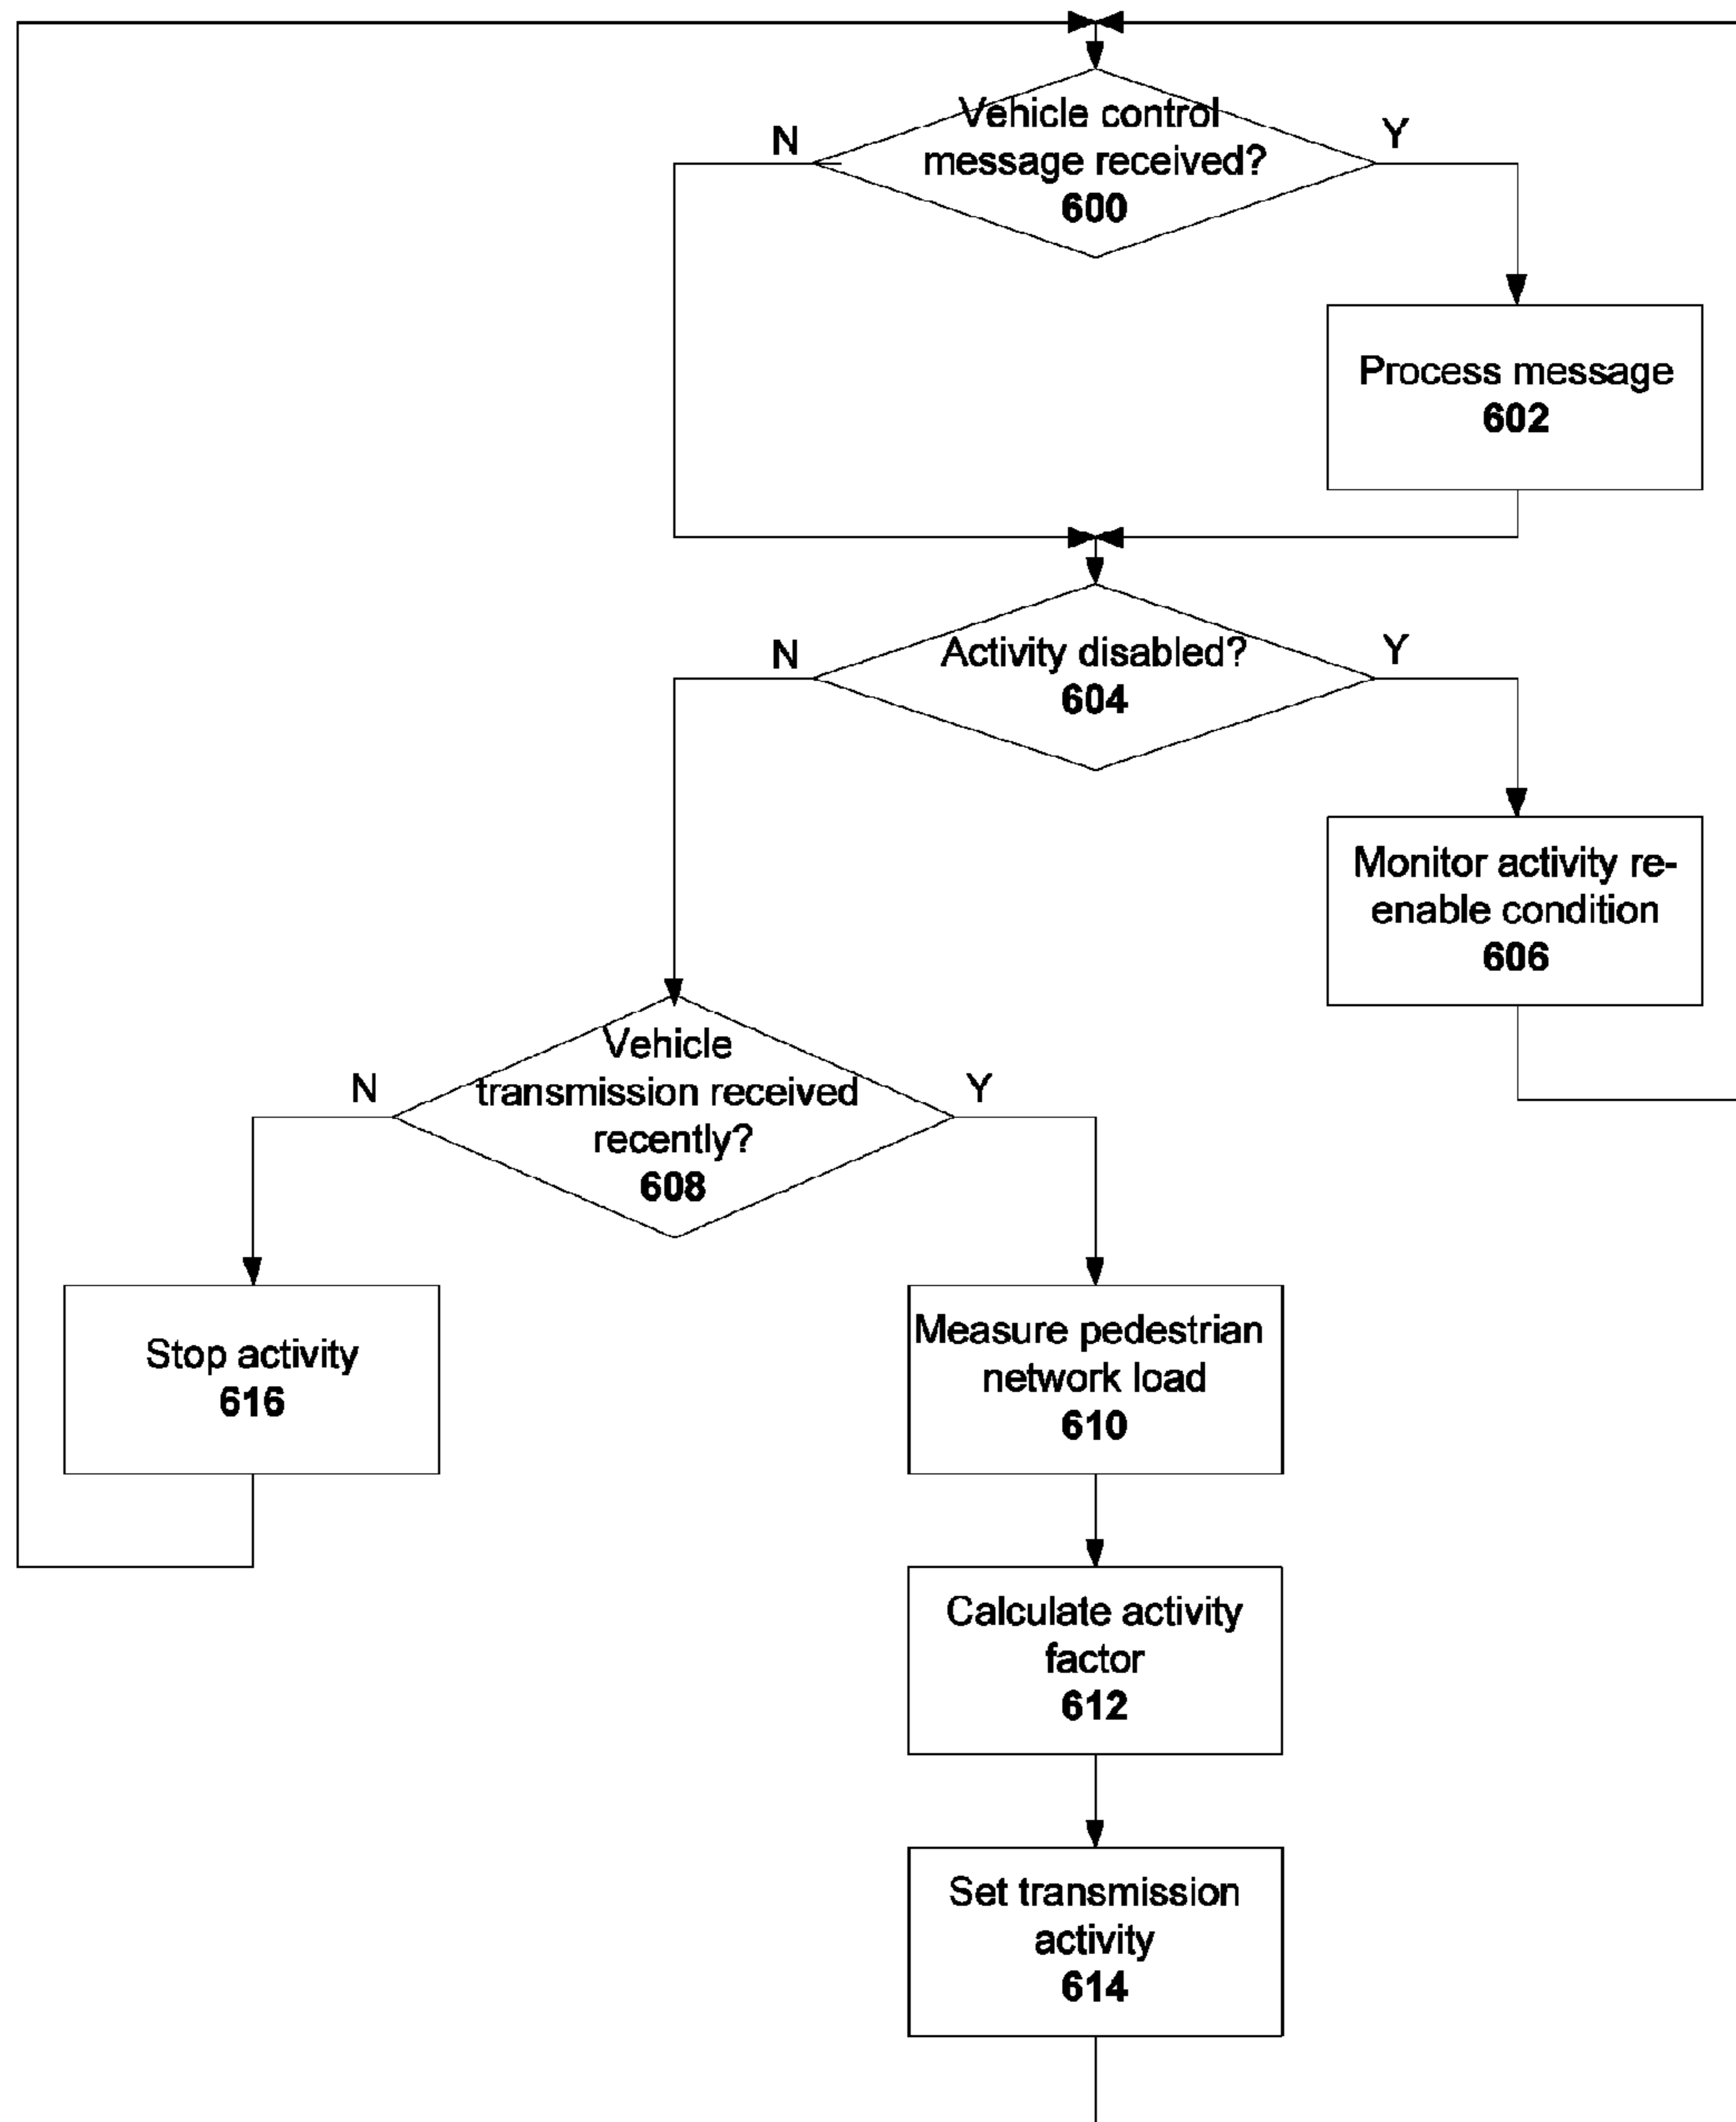 N
Vehicle control
message received?
600
Y
Process message
602
N
Activity disabled?
604
Y
Monitor activity re-
enable condition
606
N
Vehicle
transmission received
recently?
608
Y
Stop activity
616
Measure pedestrian
network load
610
Calculate activity
factor
612
Set transmission
activity
614